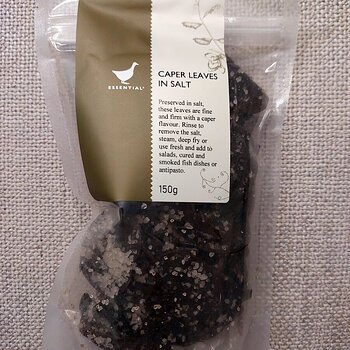 ESSENTIAL
CAPER LEAVES
IN SALT
Preserved in salt,
these leaves are fine
and firm with a caper
flavour. Rinse to
remove the salt,
steam, deep fry or
use fresh and add to
salads, cured and
smoked fish dishes or
antipasto.
150g